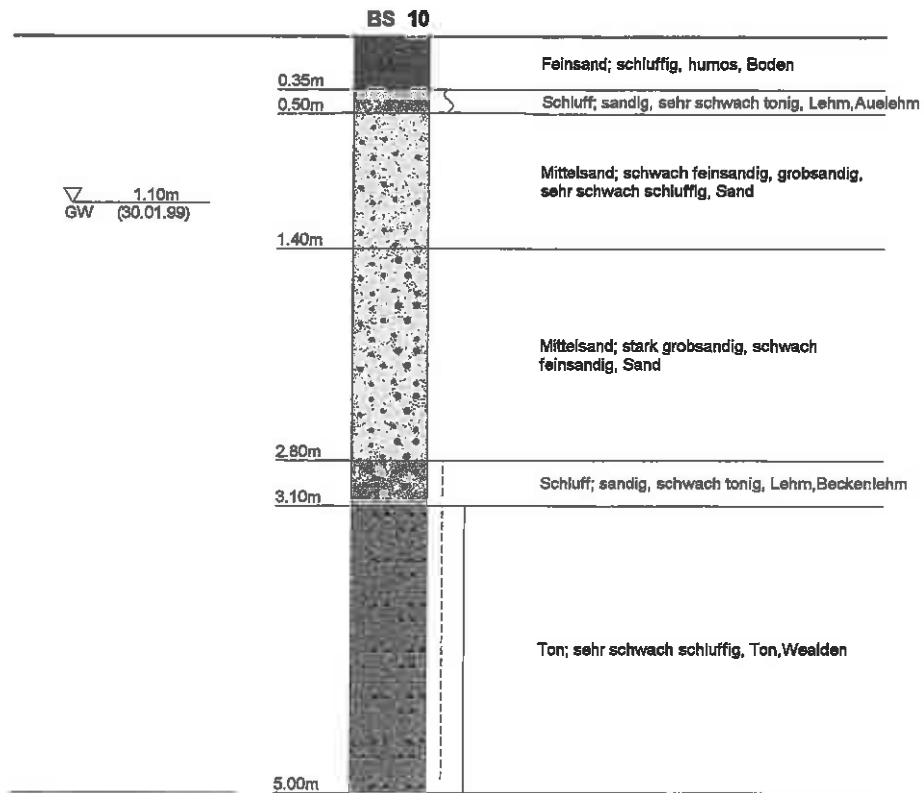 BS 10
Feinsand; schluffig, humos, Boden
0.35m
0.50m
Schluff; sandig, sehr schwach tonig, Lehm,Auelehm
Mittelsand; schwach feinsandig, grobsandig,
sehr schwach schluffig, Sand
1.10m
GW (30.01.99)
1.40m
Mittelsand; stark grobsandig, schwach
feinsandig, Sand
2.80m
Schluff; sandig, schwach tonig, Lehm,Beckenlehm
3.10m
Ton; sehr schwach schluffig, Ton,Wealden
5.00m